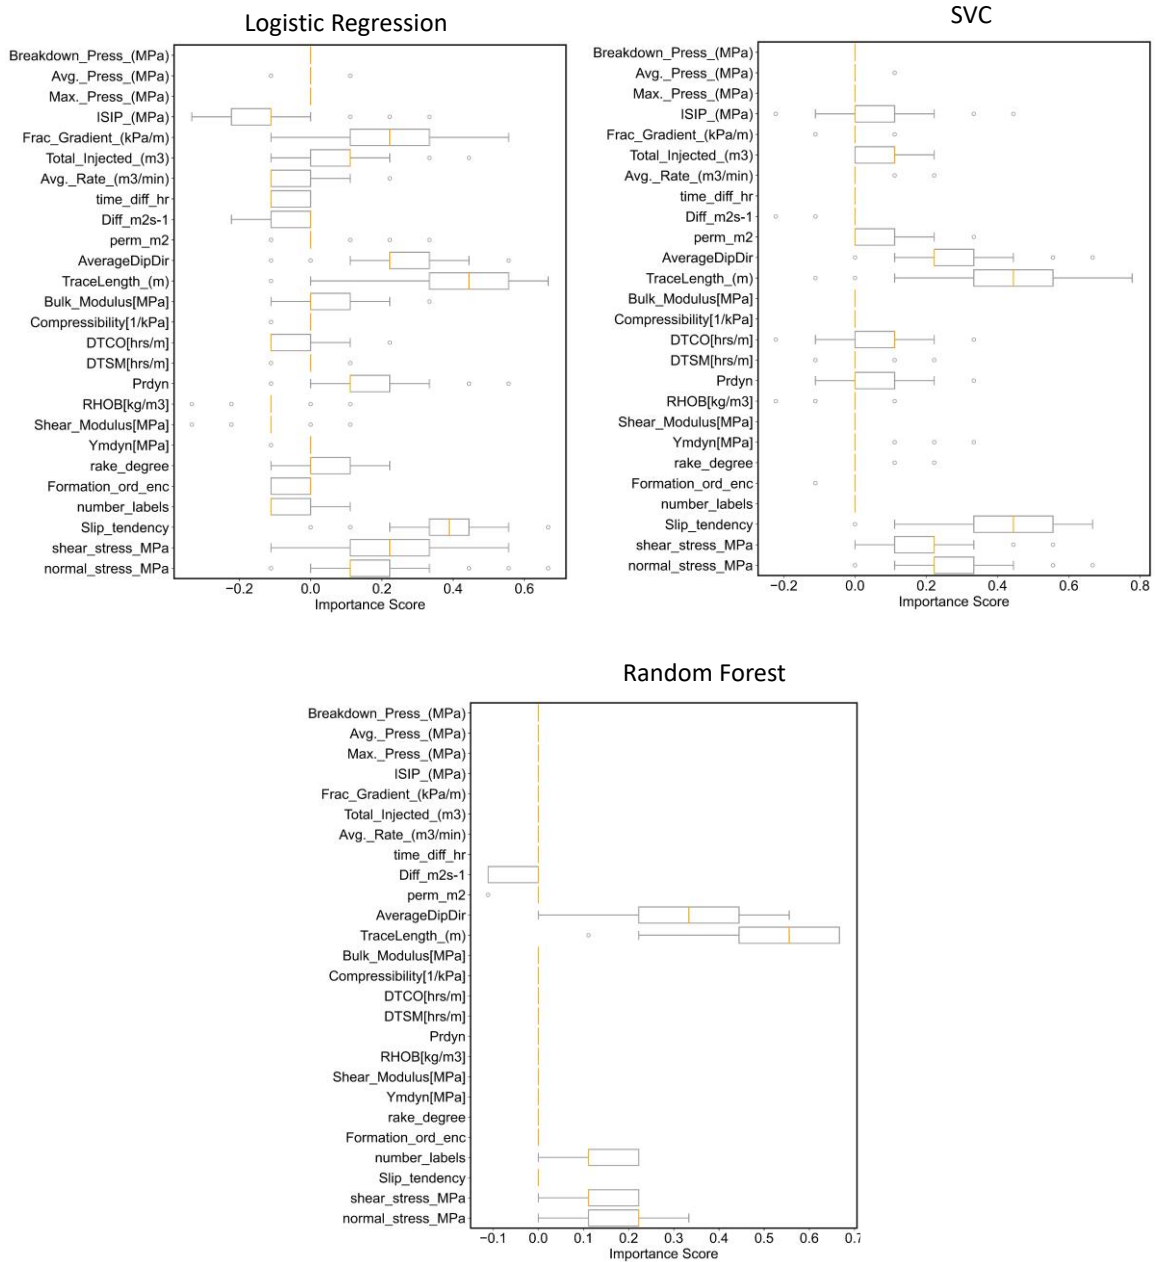 Logistic Regression
Breakdown_Press_(MPa)
Avg._Press_(MPa)
Max._Press_(MPa)
ISIP_(MPa)
Frac_Gradient_(kPa/m)
Total_Injected_(m3)
Avg._Rate_(m3/min)
time_diff_hr
Diff_m2s-1
perm_m2
AverageDipDir
TraceLength_(m)
Bulk_Modulus[MPa]
Compressibility[1/kPa]
DTCO[hrs/m]
DTSM[hrs/m]
Prdyn
RHOB[kg/m3]
Shear_Modulus[MPa]
Ymdyn[MPa]
rake_degree
Formation_ord_enc
number_labels
Slip_tendency
shear_stress_MPa
normal_stress_MPa
−0.2 0.0 0.2 0.4 0.6
Importance Score
SVC
Breakdown_Press_(MPa)
Avg._Press_(MPa)
Max._Press_(MPa)
ISIP_(MPa)
Frac_Gradient_(kPa/m)
Total_Injected_(m3)
Avg._Rate_(m3/min)
time_diff_hr
Diff_m2s-1
perm_m2
AverageDipDir
TraceLength_(m)
Bulk_Modulus[MPa]
Compressibility[1/kPa]
DTCO[hrs/m]
DTSM[hrs/m]
Prdyn
RHOB[kg/m3]
Shear_Modulus[MPa]
Ymdyn[MPa]
rake_degree
Formation_ord_enc
number_labels
Slip_tendency
shear_stress_MPa
normal_stress_MPa
−0.2 0.0 0.2 0.4 0.6 0.8
Importance Score
Random Forest
Breakdown_Press_(MPa)
Avg._Press_(MPa)
Max._Press_(MPa)
ISIP_(MPa)
Frac_Gradient_(kPa/m)
Total_Injected_(m3)
Avg._Rate_(m3/min)
time_diff_hr
Diff_m2s-1
perm_m2
AverageDipDir
TraceLength_(m)
Bulk_Modulus[MPa]
Compressibility[1/kPa]
DTCO[hrs/m]
DTSM[hrs/m]
Prdyn
RHOB[kg/m3]
Shear_Modulus[MPa]
Ymdyn[MPa]
rake_degree
Formation_ord_enc
number_labels
Slip_tendency
shear_stress_MPa
normal_stress_MPa
−0.1 0.0 0.1 0.2 0.3 0.4 0.5 0.6 0.7
Importance Score